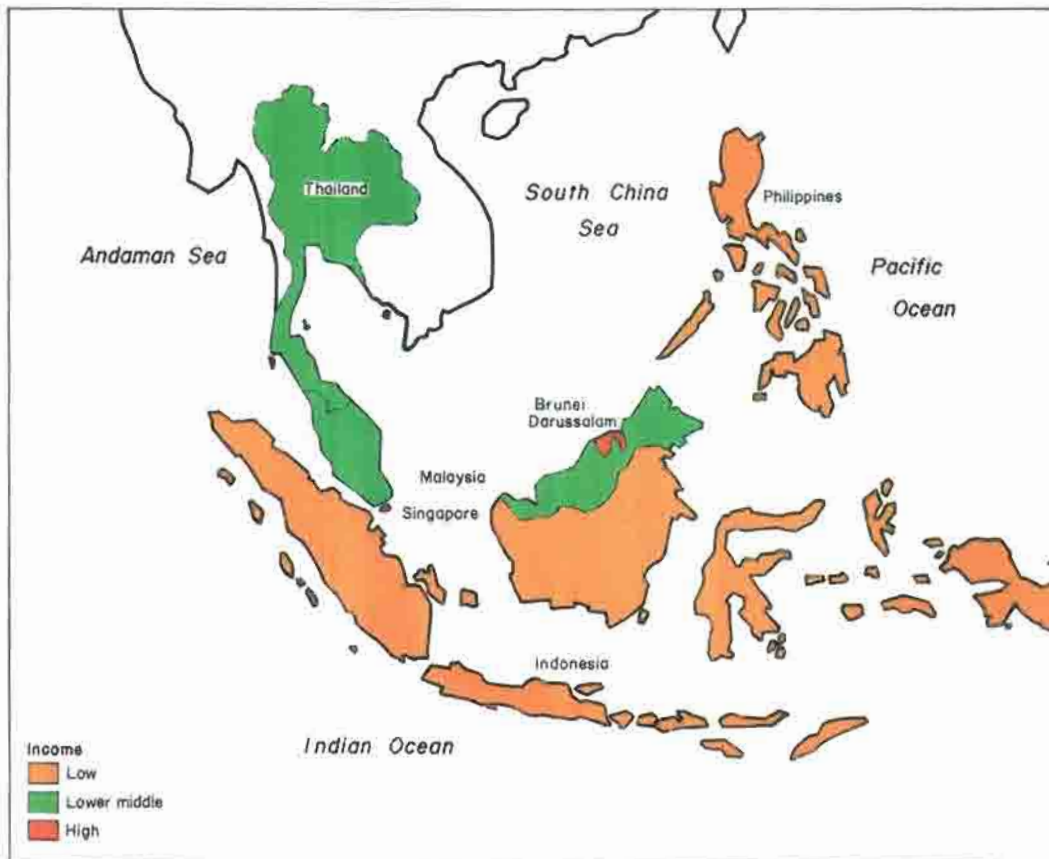 Thailand
South China
Sea
Philippines
Andaman Sea
Pacific
Ocean
Brunei
Darussalam
Malaysia
Singapore
Indonesia
Indian Ocean
Income
Low
Lower middle
High